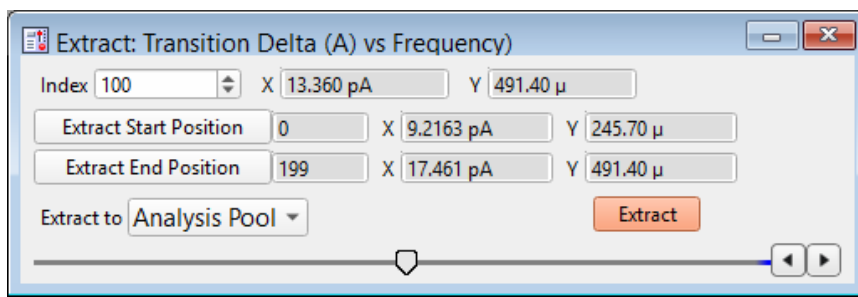 Extract: Transition Delta (A) vs Frequency)
Index 100 X 13.360 pA Y 491.40 μ
Extract Start Position 0 X 9.2163 pA Y 245.70 μ
Extract End Position 199 X 17.461 pA Y 491.40 μ
Extract to Analysis Pool Extract